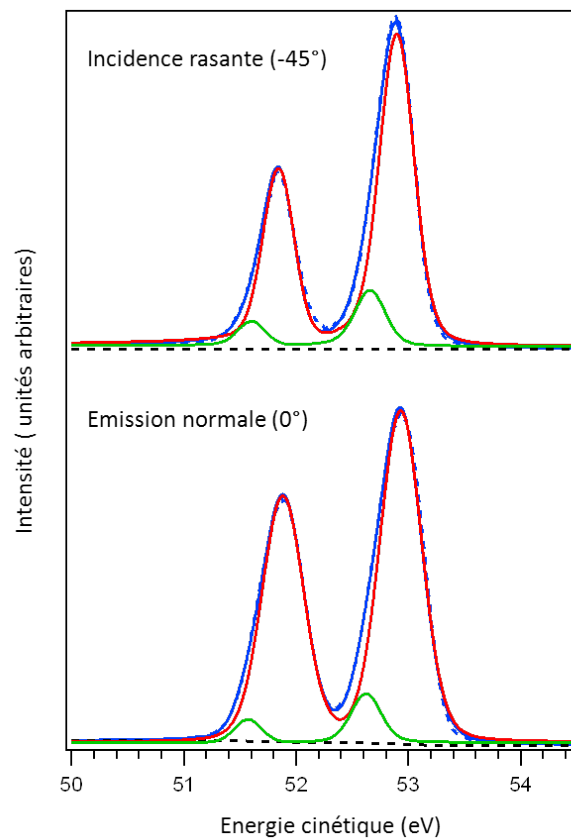 Incidence rasante (-45°)
Emission normale (0°)
Intensité ( unités arbitraires)
50 51 52 53 54
Energie cinétique (eV)